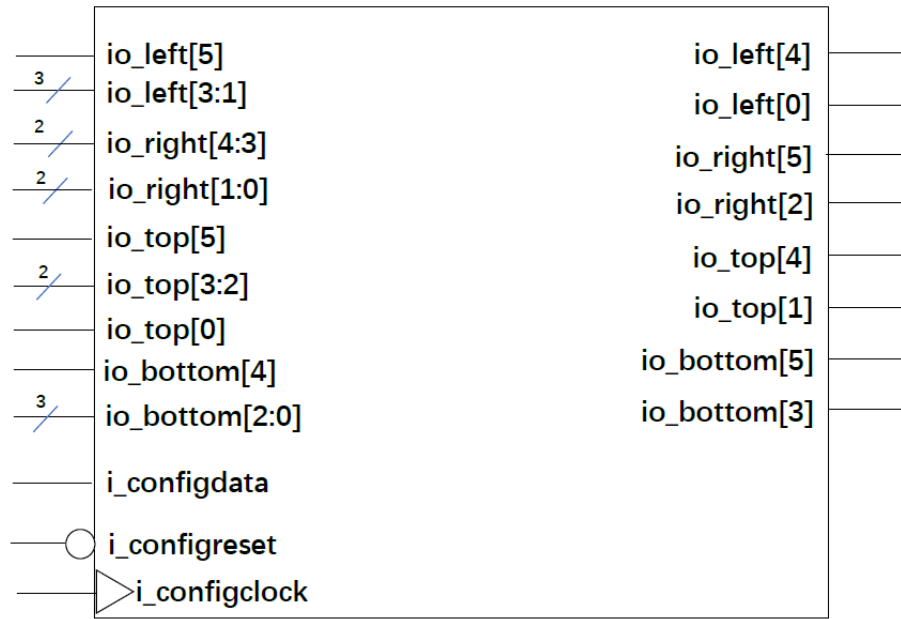 io_left[5]
3
io_left[3:1]
2
io_right[4:3]
2
io_right[1:0]
io_top[5]
2
io_top[3:2]
io_top[0]
io_bottom[4]
3
io_bottom[2:0]
i_configdata
i_configreset
i_configclock
io_left[4]
io_left[0]
io_right[5]
io_right[2]
io_top[4]
io_top[1]
io_bottom[5]
io_bottom[3]